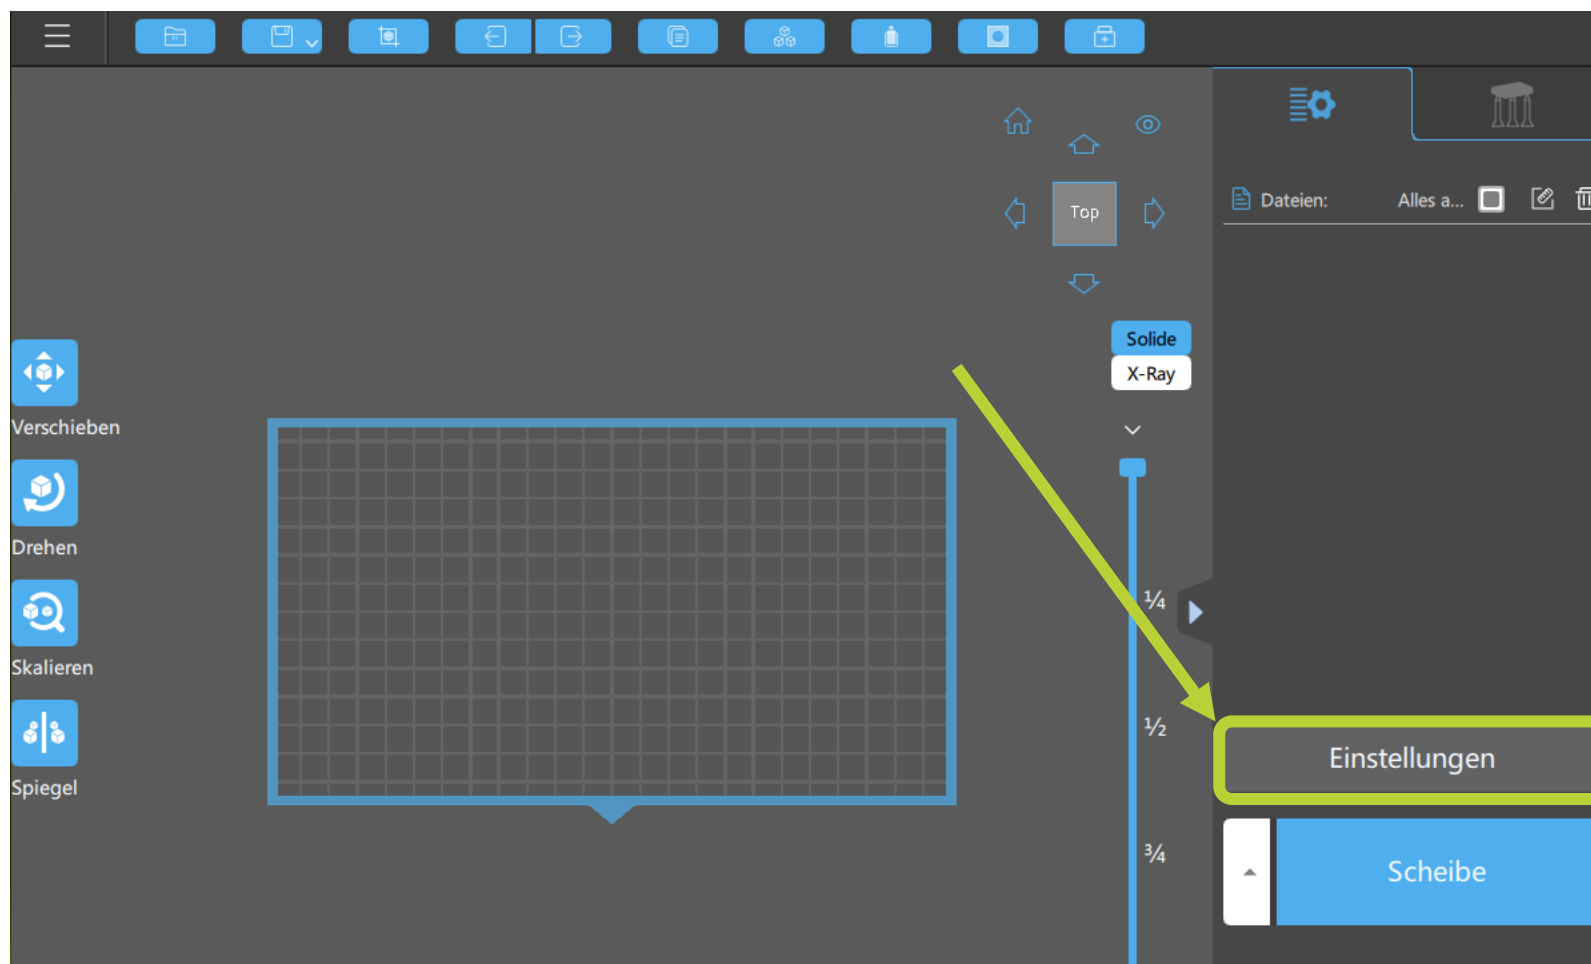 Top
Dateien:
Alles a...
Solide
X-Ray
Verschieben
Drehen
Skalieren
Spiegel
¼
½
¾
Einstellungen
Scheibe